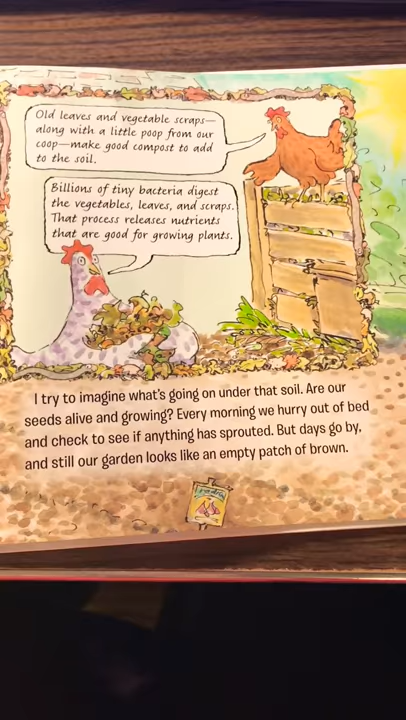 Old leaves and vegetable scraps—
along with a little poop from our
coop—make good compost to add
to the soil.
Billions of tiny bacteria digest
the vegetables, leaves, and scraps.
That process releases nutrients
that are good for growing plants.
I try to imagine what's going on under that soil. Are our
seeds alive and growing? Every morning we hurry out of bed
and check to see if anything has sprouted. But days go by,
and still our garden looks like an empty patch of brown.